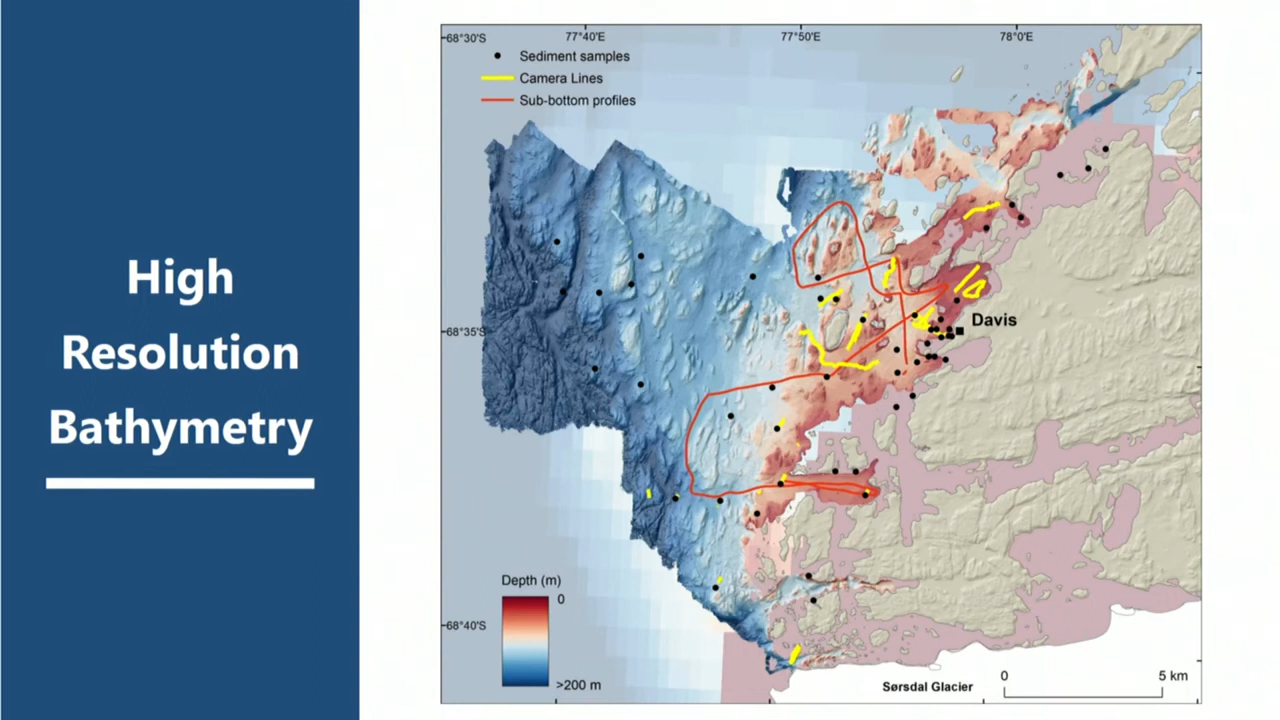 High
Resolution
Bathymetry
77°40'E
77°50'E
78°0'E
68°30'S
Sediment samples
Camera Lines
Sub-bottom profiles
Davis
68°35'S
Depth (m)
0
>200 m
68°40'S
Sørsdal Glacier
0
5 km